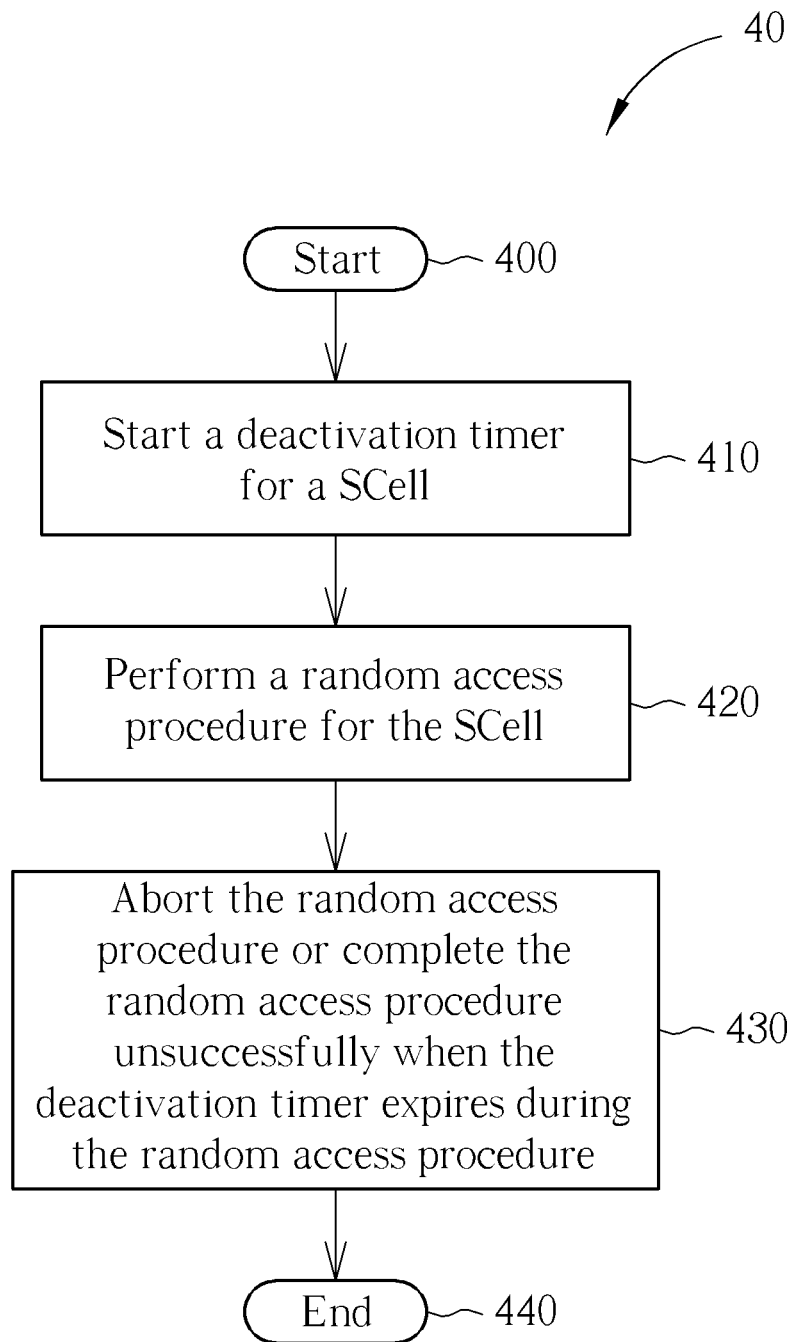 40
Start
400
Start a deactivation timer
for a SCell
410
Perform a random access
procedure for the SCell
420
Abort the random access
procedure or complete the
random access procedure
unsuccessfully when the
deactivation timer expires during
the random access procedure
430
End
440